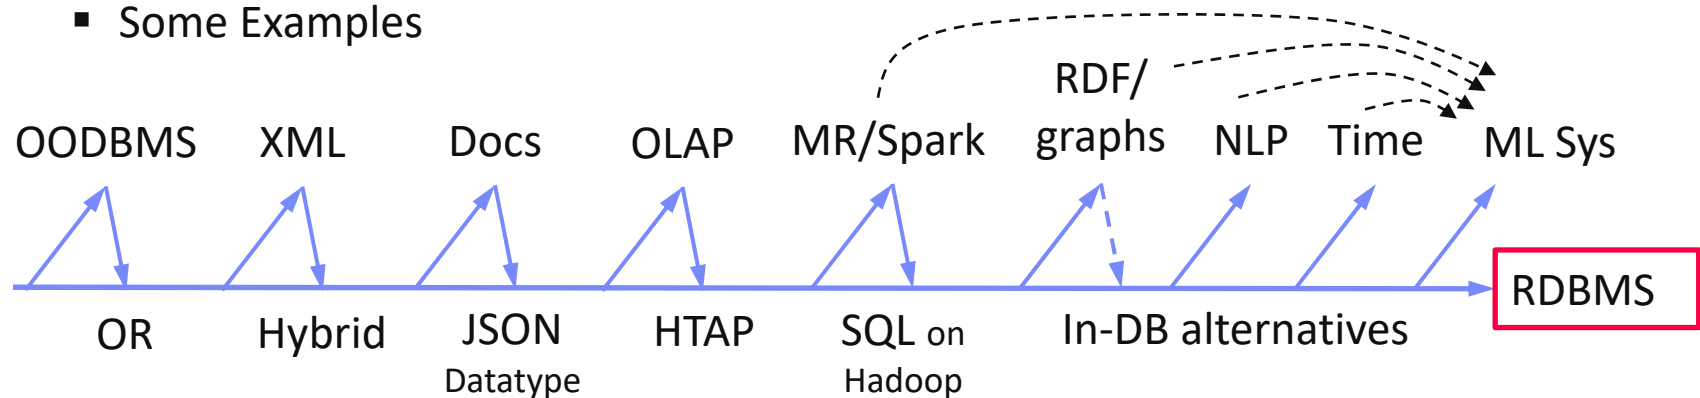 ▪ Some Examples
RDF/
OODBMS XML Docs OLAP MR/Spark graphs NLP Time ML Sys
RDBMS
OR Hybrid JSON HTAP SQL on In-DB alternatives
Datatype Hadoop